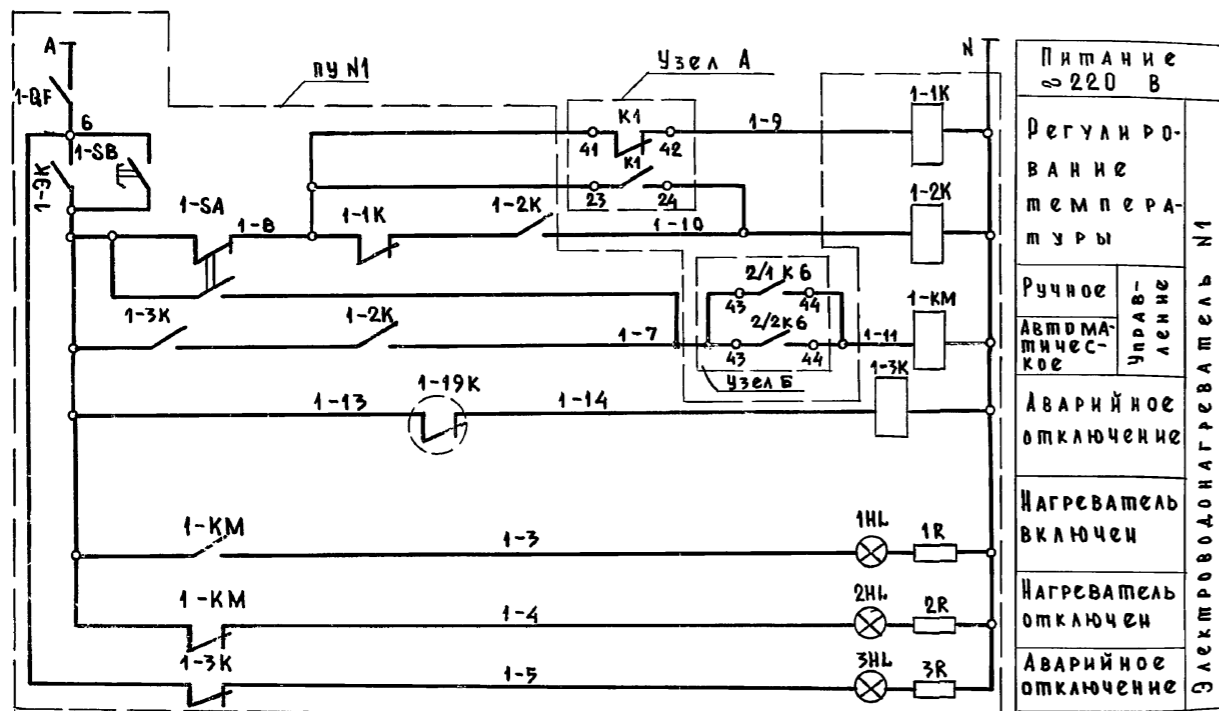 А
N
ПУ N1
Узел А
1-QF
6
1-SB
1-ЭК
К1
41
42
1-9
1-1К
К1
23
24
1-SA
1-8
1-1К
1-2К
1-10
1-2К
2/1 К6
43
44
1-3К
1-2К
1-7
2/2К6
43
44
1-11
1-КМ
Узел Б
1-19К
1-13
1-14
1-3К
1-КМ
1-3
1HL
1R
1-КМ
1-4
2HL
2R
1-3К
1-5
3HL
3R
Питание
~220 В
Регулиро-
вание
темпера-
туры
Ручное
Автома-
тичес-
кое
Управ-
ление
Аварийное
отключение
Нагреватель
включен
Нагреватель
отключен
Аварийное
отключение
Электроводонагреватель N1